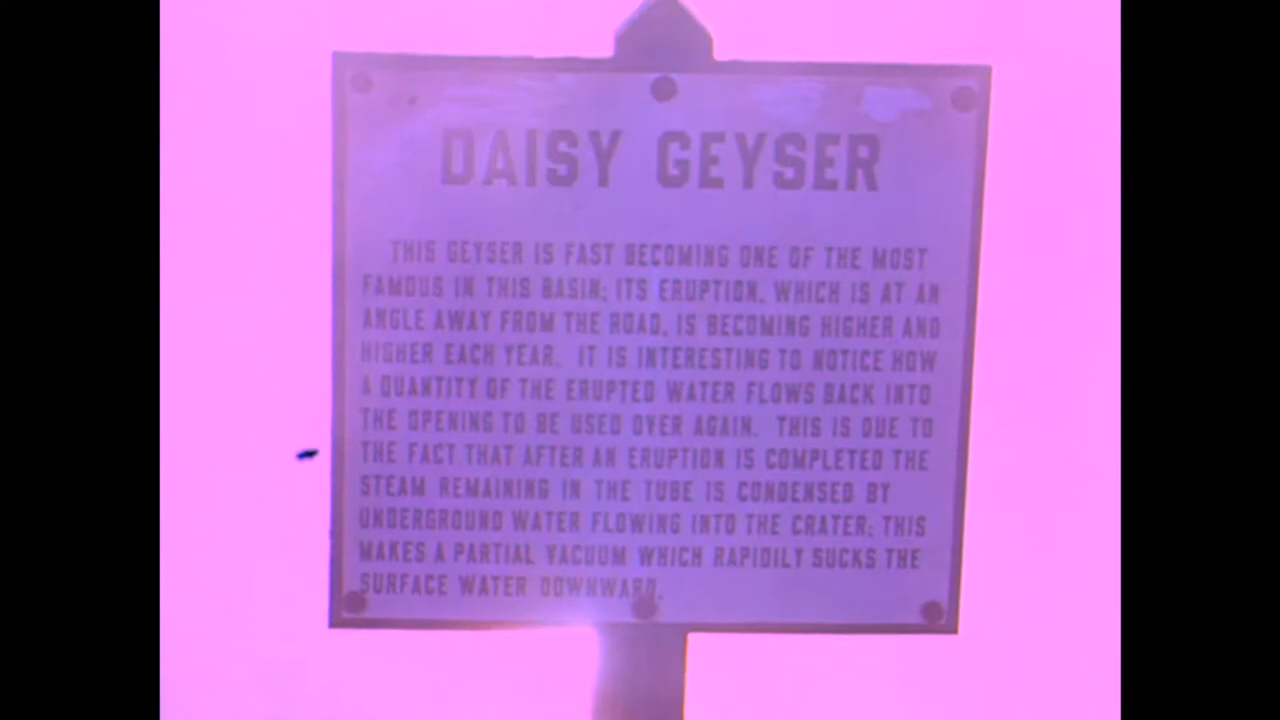 DAISY GEYSER
THIS GEYSER IS FAST BECOMING ONE OF THE MOST
FAMOUS IN THIS BASIN; ITS ERUPTION, WHICH IS AT AN
ANGLE AWAY FROM THE ROAD, IS BECOMING HIGHER AND
HIGHER EACH YEAR. IT IS INTERESTING TO NOTICE HOW
A QUANTITY OF THE ERUPTED WATER FLOWS BACK INTO
THE OPENING TO BE USED OVER AGAIN. THIS IS DUE TO
THE FACT THAT AFTER AN ERUPTION IS COMPLETED THE
STEAM REMAINING IN THE TUBE IS CONDENSED BY
UNDERGROUND WATER FLOWING INTO THE CRATER; THIS
MAKES A PARTIAL VACUUM WHICH RAPIDILY SUCKS THE
SURFACE WATER DOWNWARD.